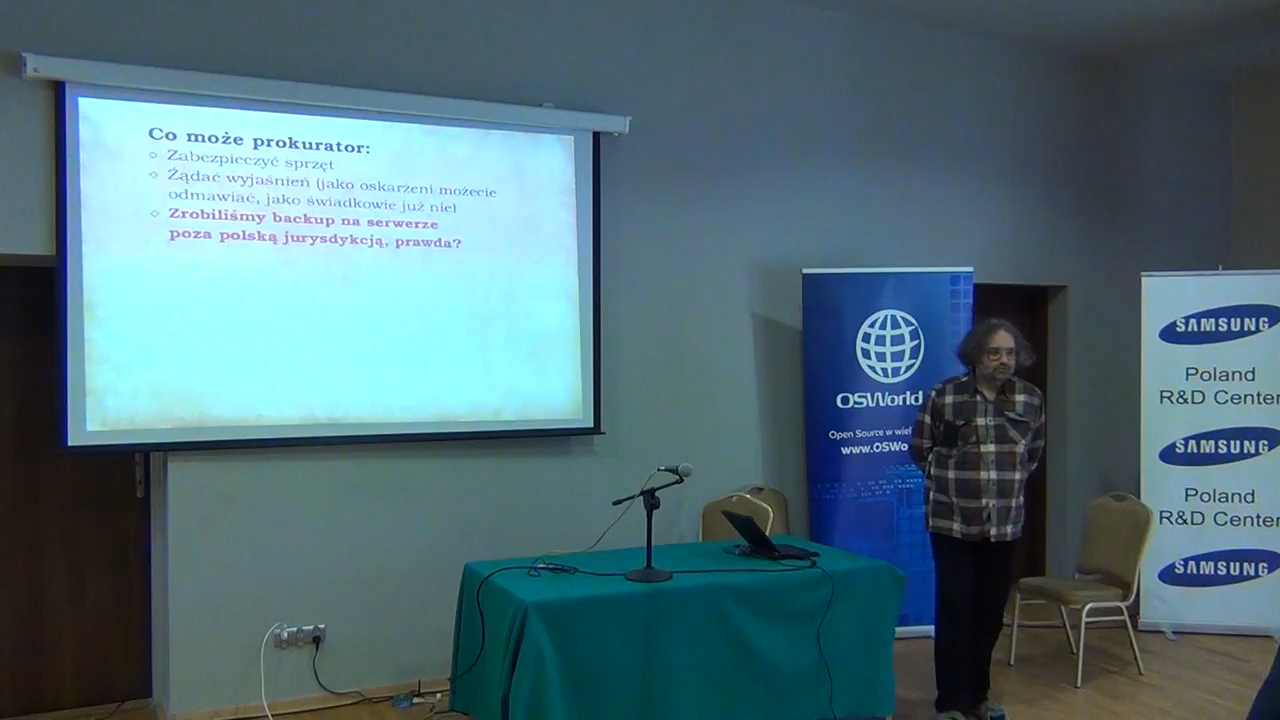 Co może prokurator:
Zabezpieczyć sprzęt
Żądać wyjaśnień (jako oskarżeni możecie
odmawiać, jako świadkowie już nie)
Zrobiliśmy backup na serwerze
poza polską jurysdykcją, prawda?
OSWorld
Open Source w
www.OSWo
SAMSUNG
Poland
R&D Center
SAMSUNG
Poland
R&D Center
SAMSUNG